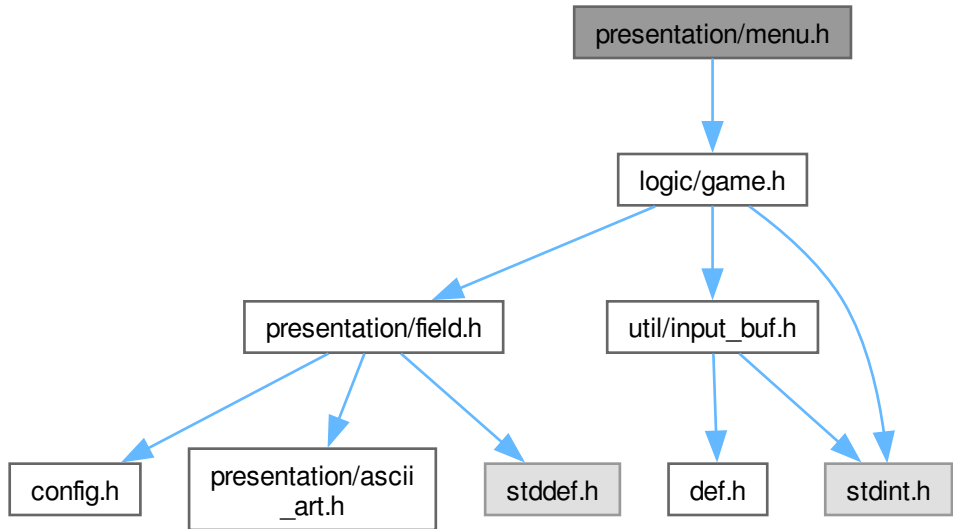 presentation/menu.h
logic/game.h
presentation/field.h
util/input_buf.h
config.h
presentation/ascii
_art.h
stddef.h
def.h
stdint.h